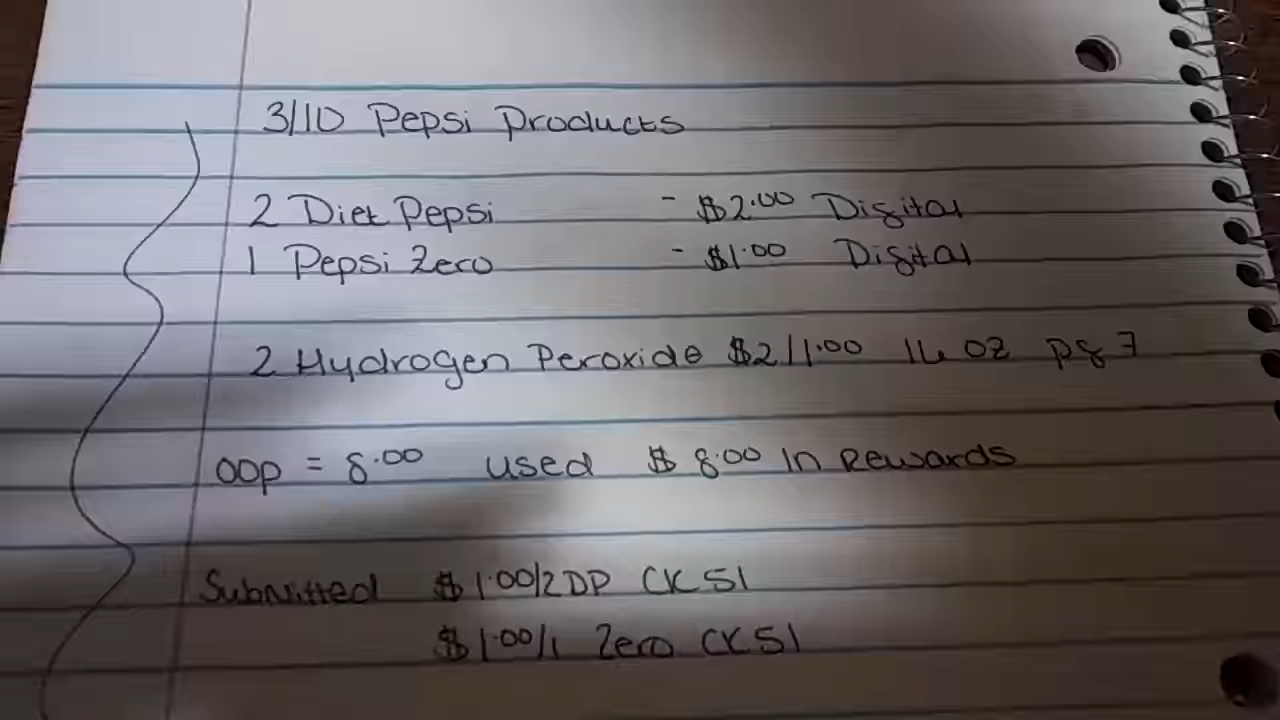 3/10 Pepsi Products
2 Diet Pepsi - $2.00 Digital
1 Pepsi Zero - $1.00 Digital
2 Hydrogen Peroxide $2/1.00 16 oz pg 7
OOP = 8.00 used $8.00 In Rewards
Submitted $1.00/2 DP CK51
$1.00/1 Zero CK51